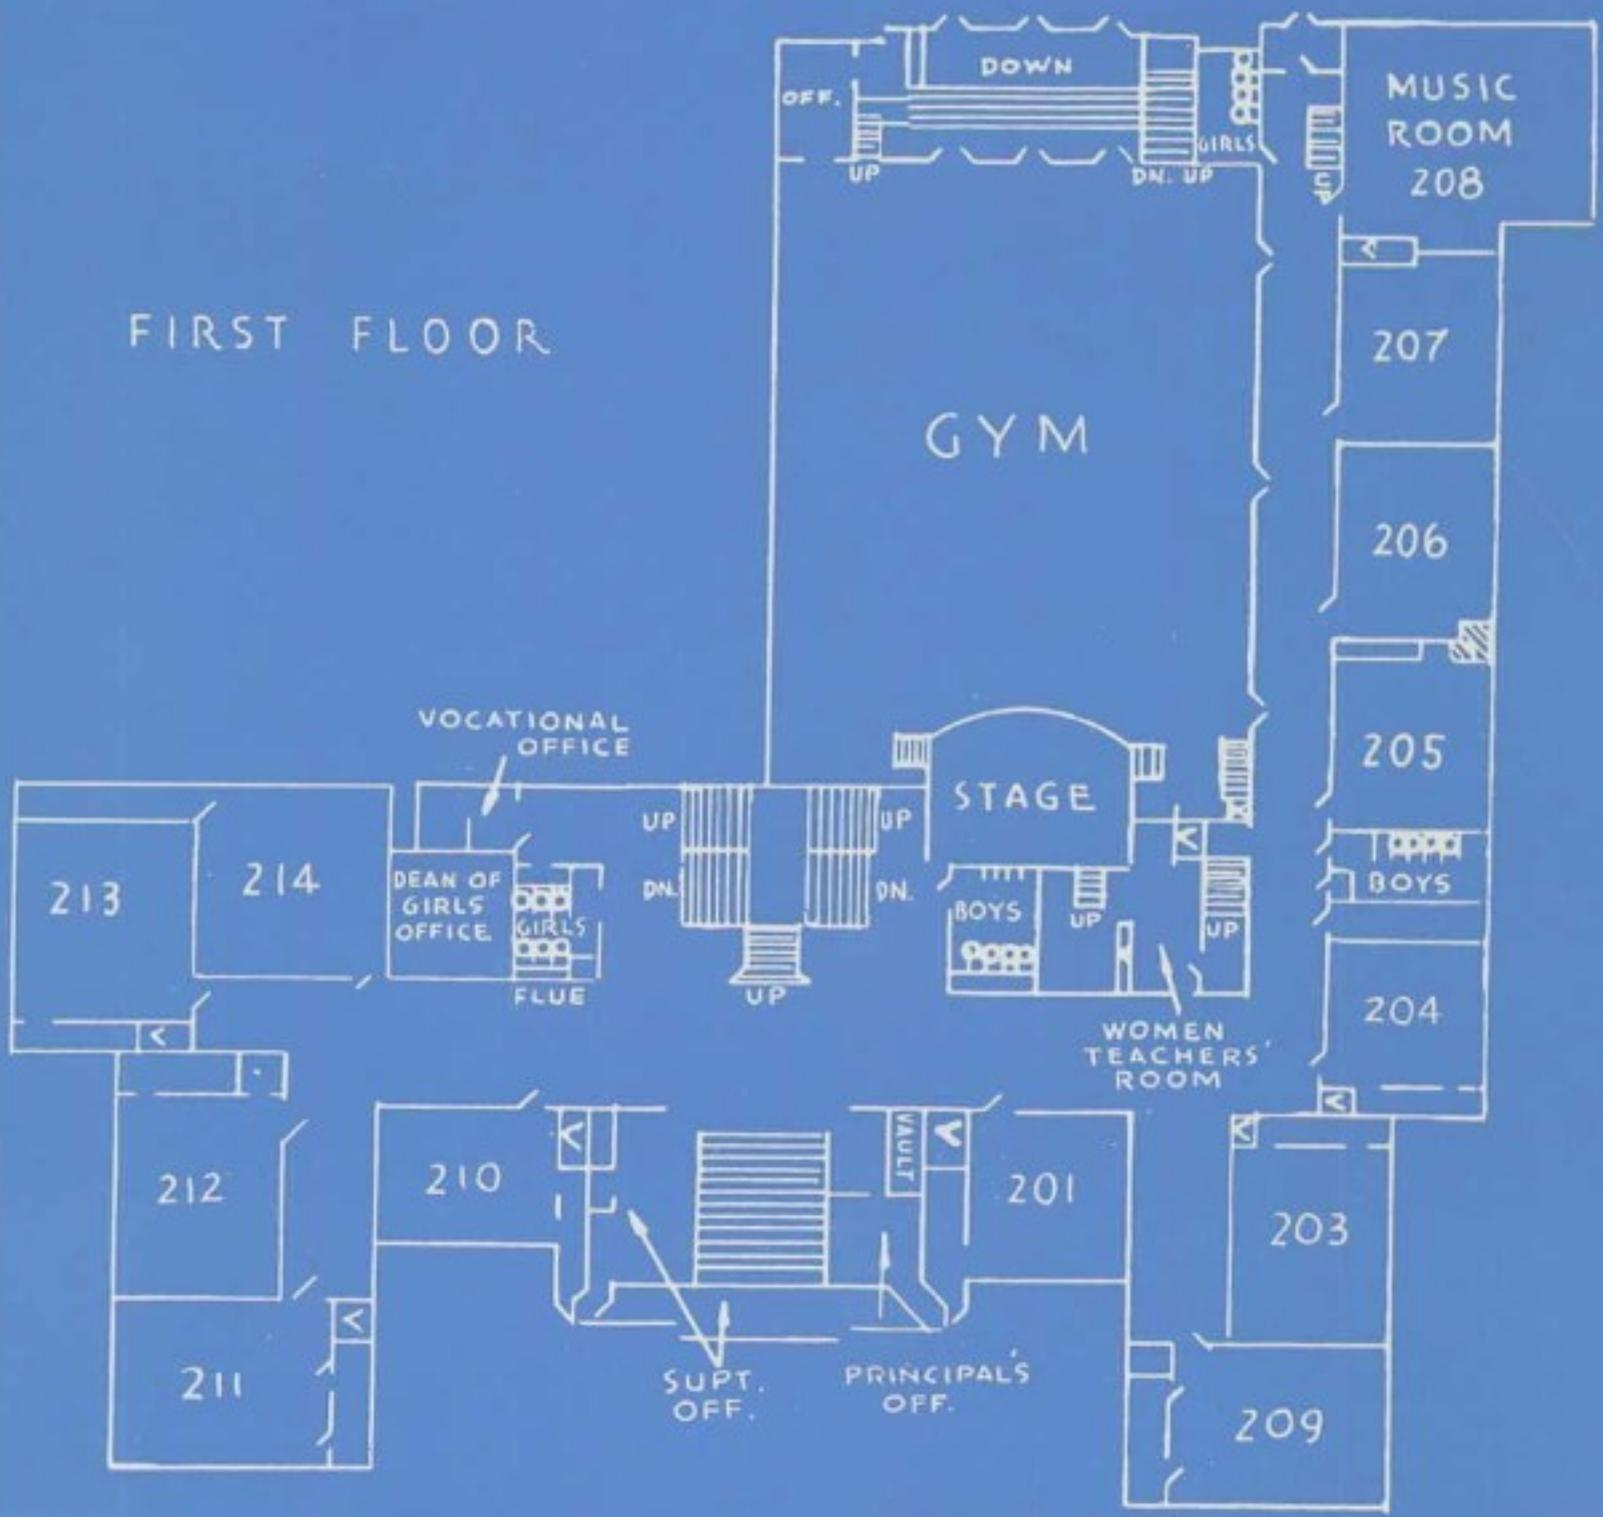 DOWN
OFF.
MUSIC
ROOM
208
GIRLS
UP
DN. UP
UP
FIRST FLOOR
207
GYM
206
VOCATIONAL
OFFICE
205
STAGE
UP
UP
213
214
DEAN OF
GIRLS
OFFICE
GIRLS
DN.
DN.
BOYS
UP
UP
BOYS
FLUE
UP
204
WOMEN
TEACHERS'
ROOM
212
210
VAULT
201
203
211
SUPT.
OFF.
PRINCIPAL'S
OFF.
209